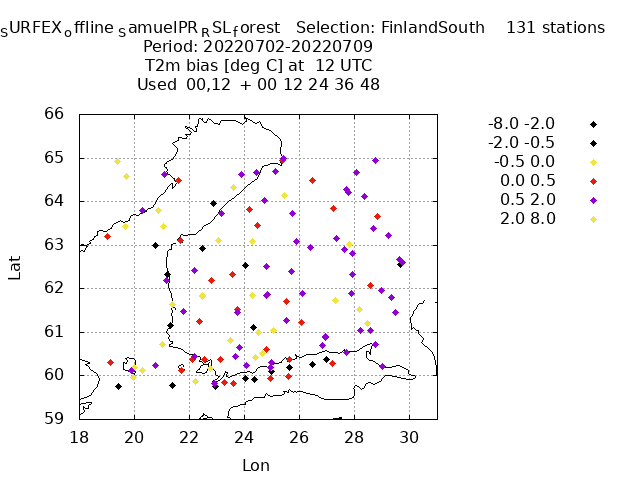 SURFEXoffline SamuelPRRSLforest Selection: FinlandSouth 131 stations
Period: 20220702-20220709
T2m bias [deg C] at 12 UTC
Used 00,12 + 00 12 24 36 48
66
65
64
63
62
61
60
59
18 20 22 24 26 28 30
Lat
Lon
-8.0 -2.0
-2.0 -0.5
-0.5 0.0
0.0 0.5
0.5 2.0
2.0 8.0